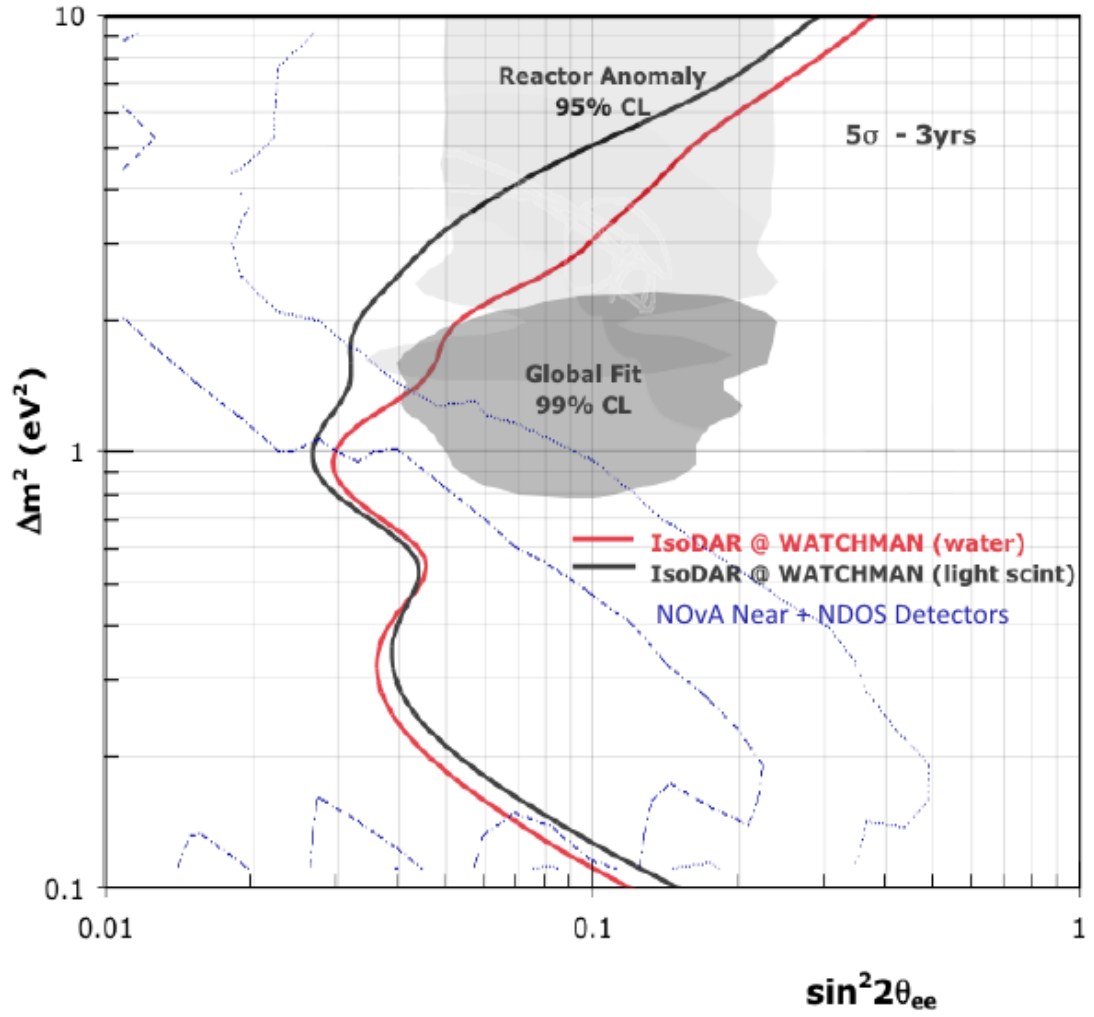 10
Reactor Anomaly
95% CL
5σ - 3yrs
Δm² (eV²)
Global Fit
99% CL
1
IsoDAR @ WATCHMAN (water)
IsoDAR @ WATCHMAN (light scint)
NOvA Near + NDOS Detectors
0.1
0.01 0.1 1
sin²2θₑₑ